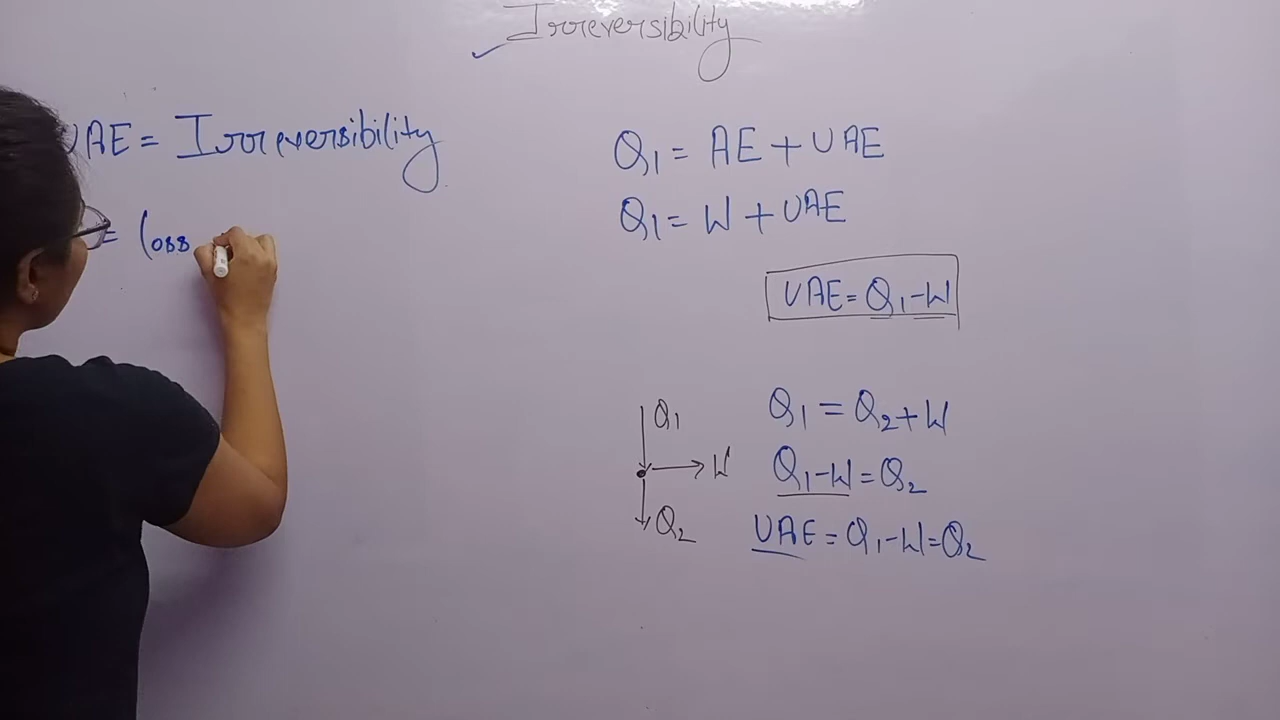 Irreversibility
UAE = Irreversibility
= (oss
Q₁ = AE + UAE
Q₁ = W + UAE
UAE = Q₁-W
Q₁
W
Q₂
Q₁ = Q₂+W
Q₁-W = Q₂
UAE = Q₁-W=Q₂